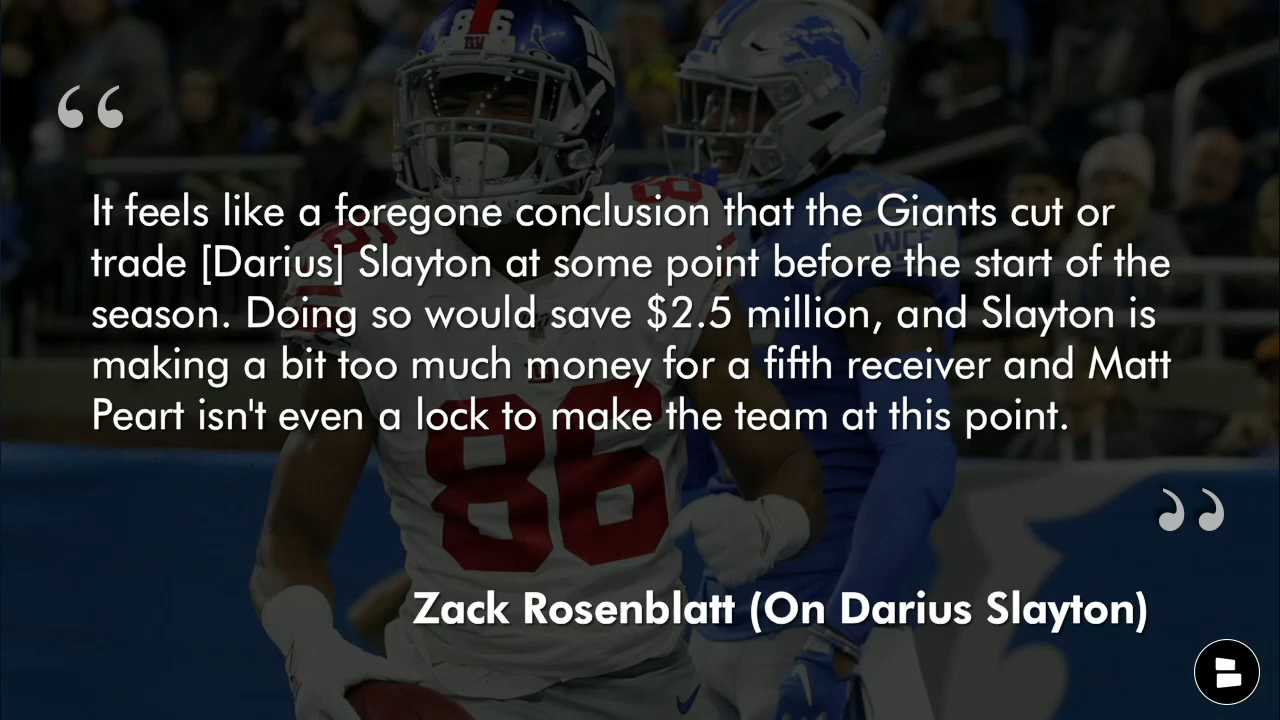 86
“
It feels like a foregone conclusion that the Giants cut or
trade [Darius] Slayton at some point before the start of the
season. Doing so would save $2.5 million, and Slayton is
making a bit too much money for a fifth receiver and Matt
Peart isn't even a lock to make the team at this point.
”
WCF
86
Zack Rosenblatt (On Darius Slayton)